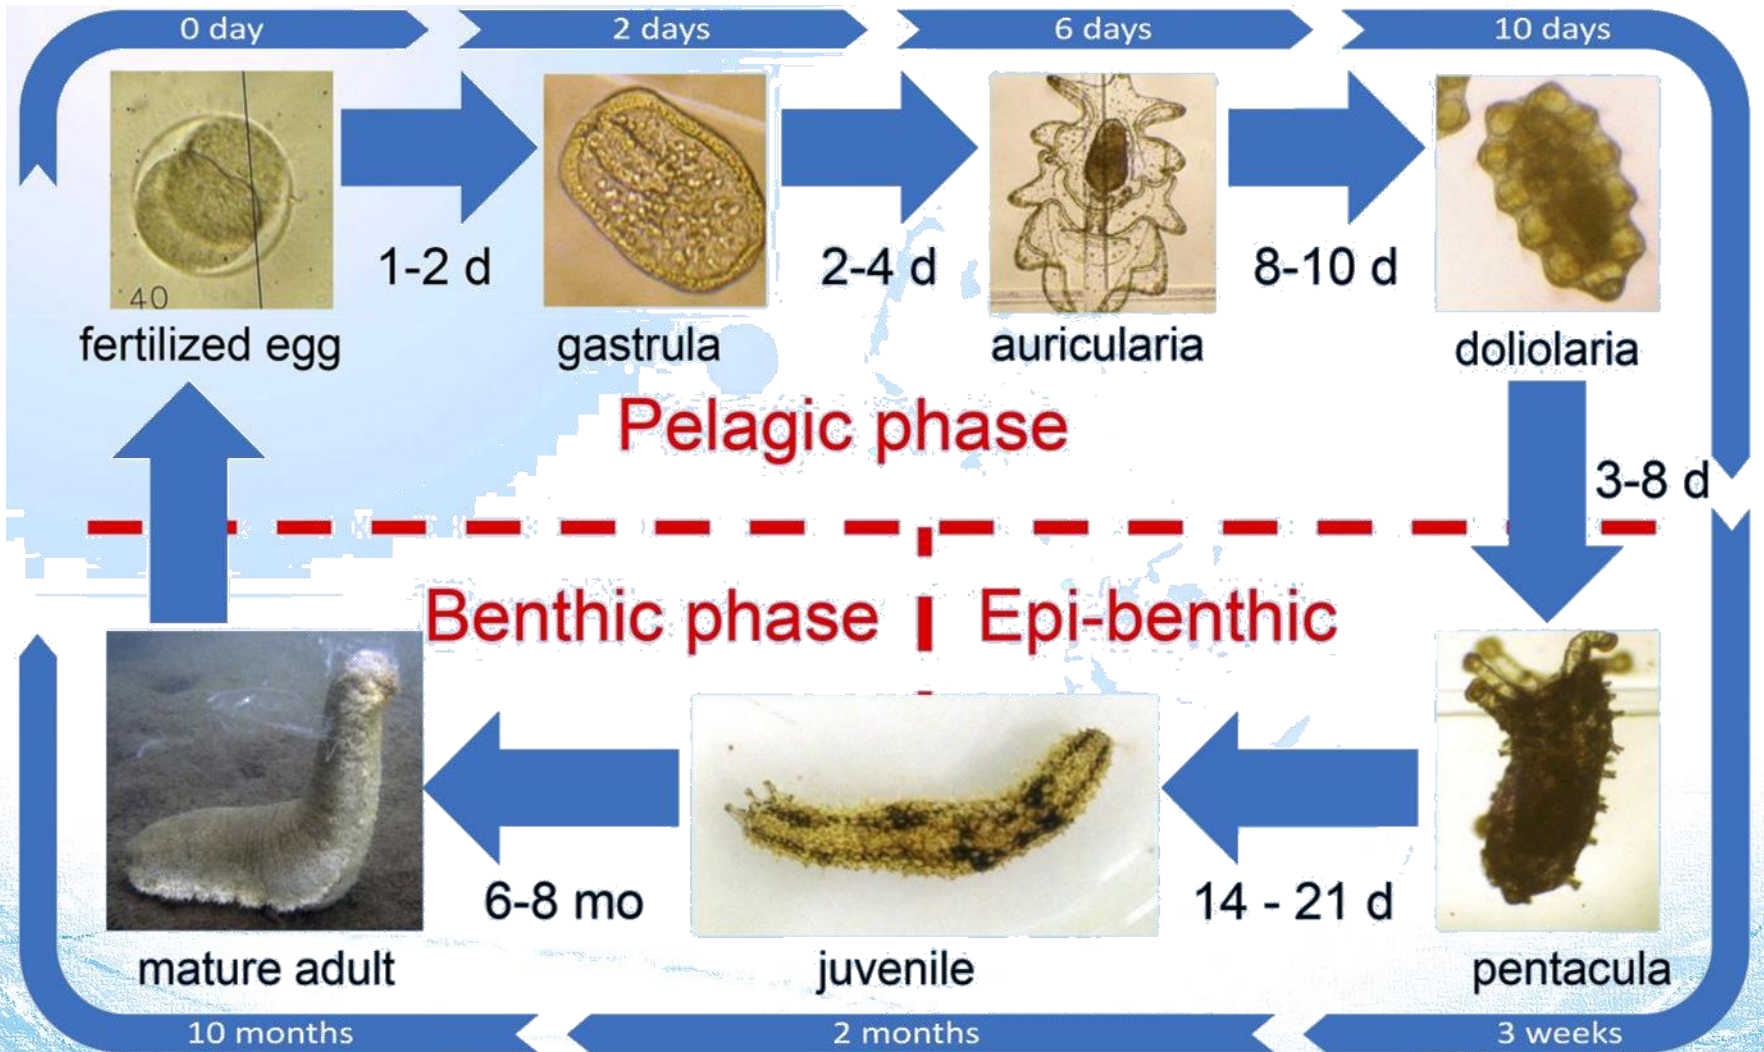 0 day
2 days
6 days
10 days
40
1-2 d
2-4 d
8-10 d
fertilized egg
gastrula
auricularia
doliolaria
Pelagic phase
3-8 d
Benthic phase
Epi-benthic
6-8 mo
14 - 21 d
mature adult
juvenile
pentacula
10 months
2 months
3 weeks